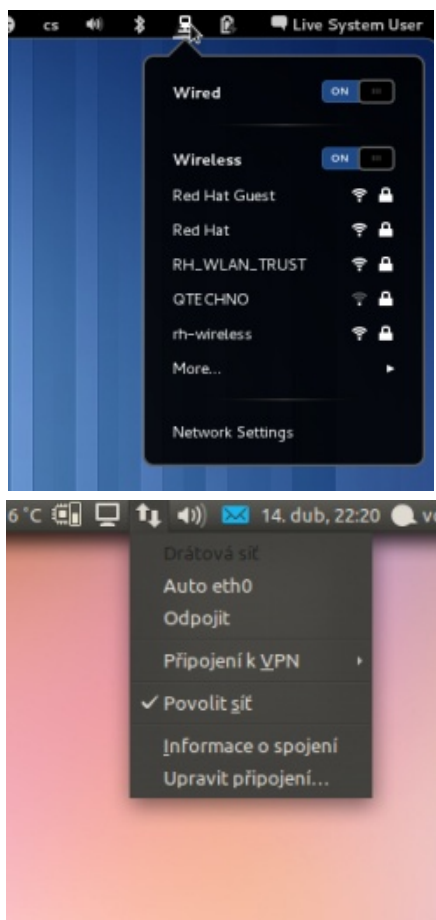 cs Live System User
Wired ON
Wireless ON
Red Hat Guest
Red Hat
RH_WLAN_TRUST
QTECHNO
rh-wireless
More...
Network Settings
6 °C 14. dub, 22:20
Drátová síť
Auto eth0
Odpojit
Připojení k VPN
Povolit síť
Informace o spojení
Upravit připojení...